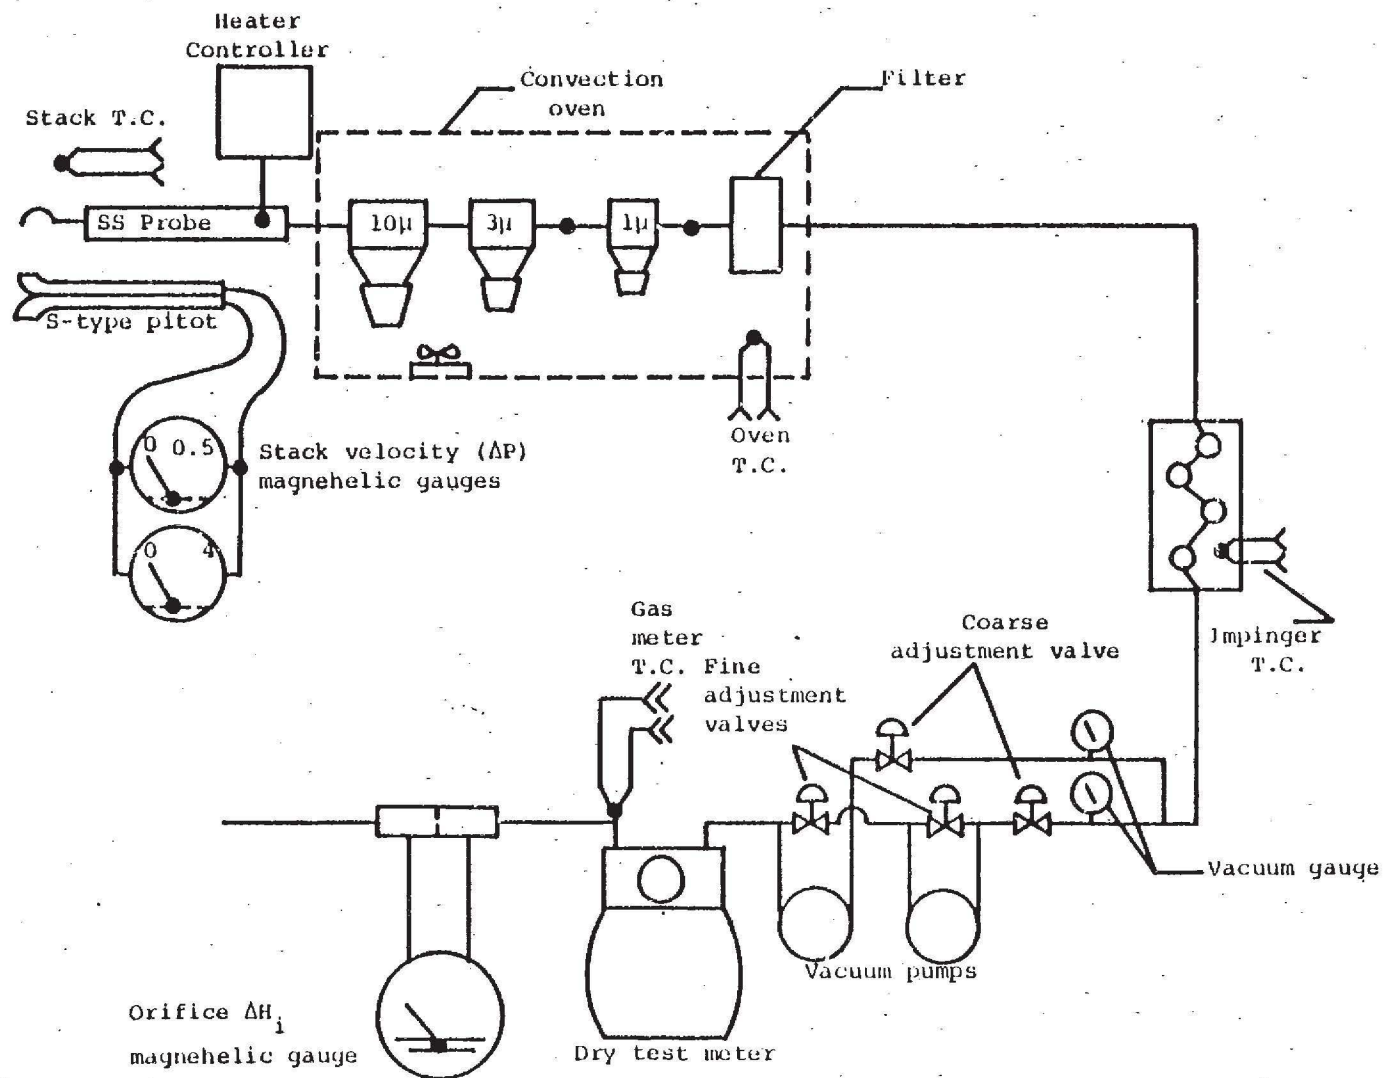 Heater
Controller
Convection
oven
Filter
Stack T.C.
SS Probe
10μ
3μ
1μ
S-type pitot
Oven
T.C.
0 0.5
Stack velocity (ΔP)
magnehelic gauges
0 4
Impinger
T.C.
Gas
meter
T.C.
Fine
adjustment
valves
Coarse
adjustment valve
Vacuum gauge
Vacuum pumps
Orifice ΔHi
magnehelic gauge
Dry test meter